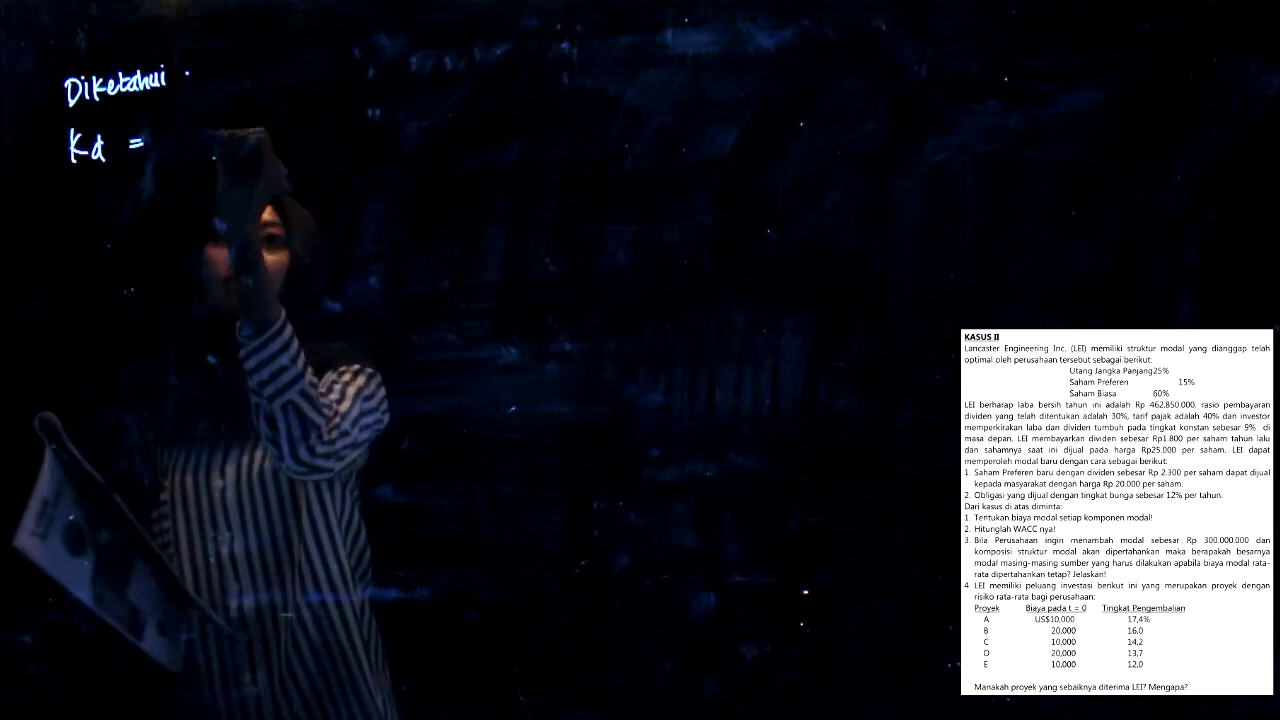 Diketahui .
Kd =
KASUS II
Lancaster Engineering Inc. (LEI) memiliki struktur modal yang dianggap telah
optimal oleh perusahaan tersebut sebagai berikut:
Utang Jangka Panjang25%
Saham Preferen 15%
Saham Biasa 60%
LEI berharap laba bersih tahun ini adalah Rp 462.850.000, rasio pembayaran
dividen yang telah ditentukan adalah 30%, tarif pajak adalah 40% dan investor
memperkirakan laba dan dividen tumbuh pada tingkat konstan sebesar 9% di
masa depan. LEI membayarkan dividen sebesar Rp1.800 per saham tahun lalu
dan sahamnya saat ini dijual pada harga Rp25.000 per saham. LEI dapat
memperoleh modal baru dengan cara sebagai berikut:
1. Saham Preferen baru dengan dividen sebesar Rp 2.300 per saham dapat dijual
kepada masyarakat dengan harga Rp 20.000 per saham.
2. Obligasi yang dijual dengan tingkat bunga sebesar 12% per tahun.
Dari kasus di atas diminta:
1. Tentukan biaya modal setiap komponen modal!
2. Hitunglah WACC nya!
3. Bila Perusahaan ingin menambah modal sebesar Rp 300.000.000 dan
komposisi struktur modal akan dipertahankan maka berapakah besarnya
modal masing-masing sumber yang harus dilakukan apabila biaya modal rata-
rata dipertahankan tetap? Jelaskan!
4 LEI memiliki peluang investasi berikut ini yang merupakan proyek dengan
risiko rata-rata bagi perusahaan:
Proyek Biaya pada t = 0 Tingkat Pengembalian
A US$10,000 17,4%
B 20,000 16,0
C 10,000 14,2
D 20,000 13,7
E 10,000 12,0
Manakah proyek yang sebaiknya diterima LEI? Mengapa?